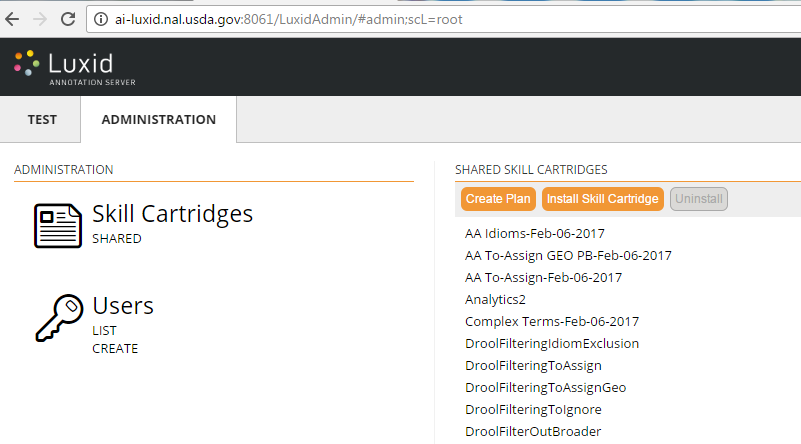 ai-luxid.nal.usda.gov:8061/LuxidAdmin/#admin;scL=root
Luxid
ANNOTATION SERVER
TEST
ADMINISTRATION
ADMINISTRATION
Skill Cartridges
SHARED
Users
LIST
CREATE
SHARED SKILL CARTRIDGES
Create Plan Install Skill Cartridge Uninstall
AA Idioms-Feb-06-2017
AA To-Assign GEO PB-Feb-06-2017
AA To-Assign-Feb-06-2017
Analytics2
Complex Terms-Feb-06-2017
DroolFilteringIdiomExclusion
DroolFilteringToAssign
DroolFilteringToAssignGeo
DroolFilteringToIgnore
DroolFilterOutBroader